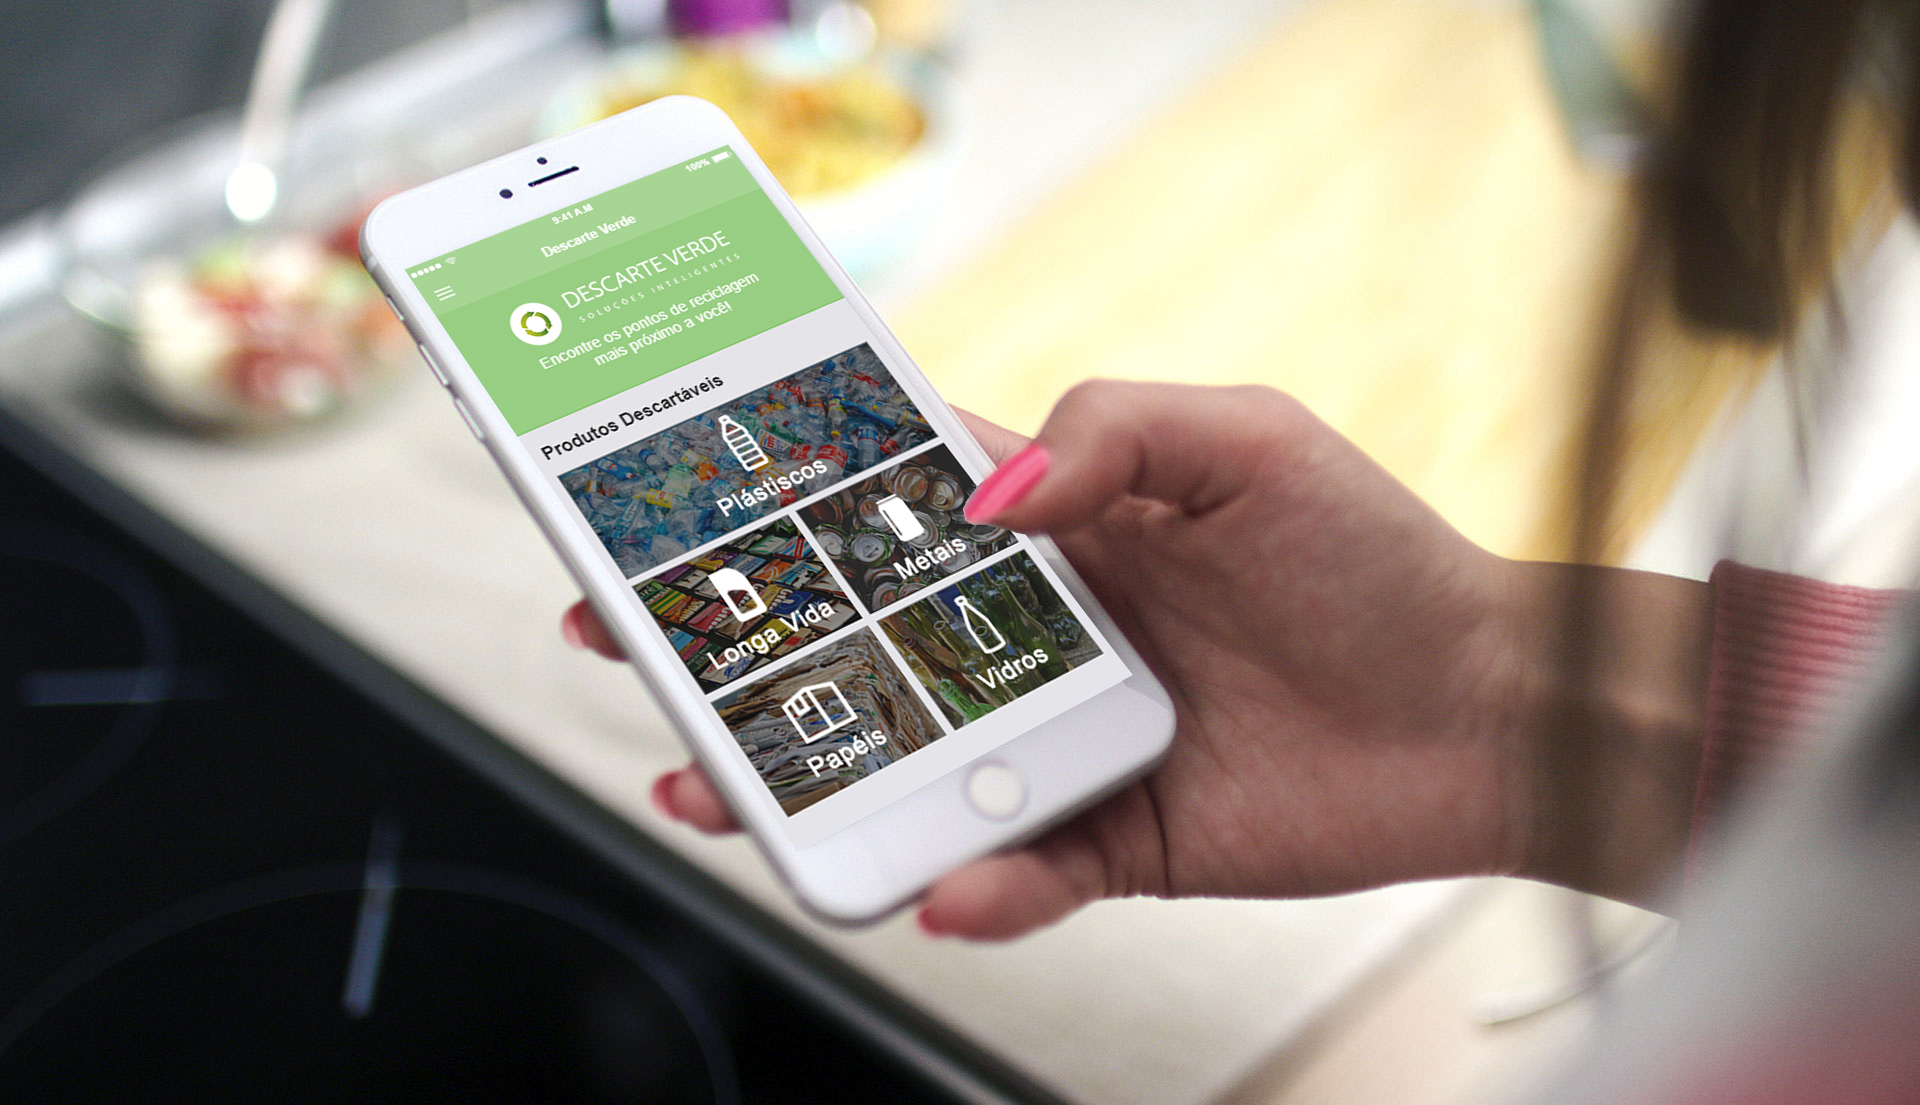 100%
9:41 A.M
Descarte Verde
DESCARTE VERDE
SOLUÇÕES INTELIGENTES
Encontre os pontos de reciclagem
mais próximo a você!
Produtos Descartáveis
Plástiscos
Longa Vida
Metais
Papéis
Vidros